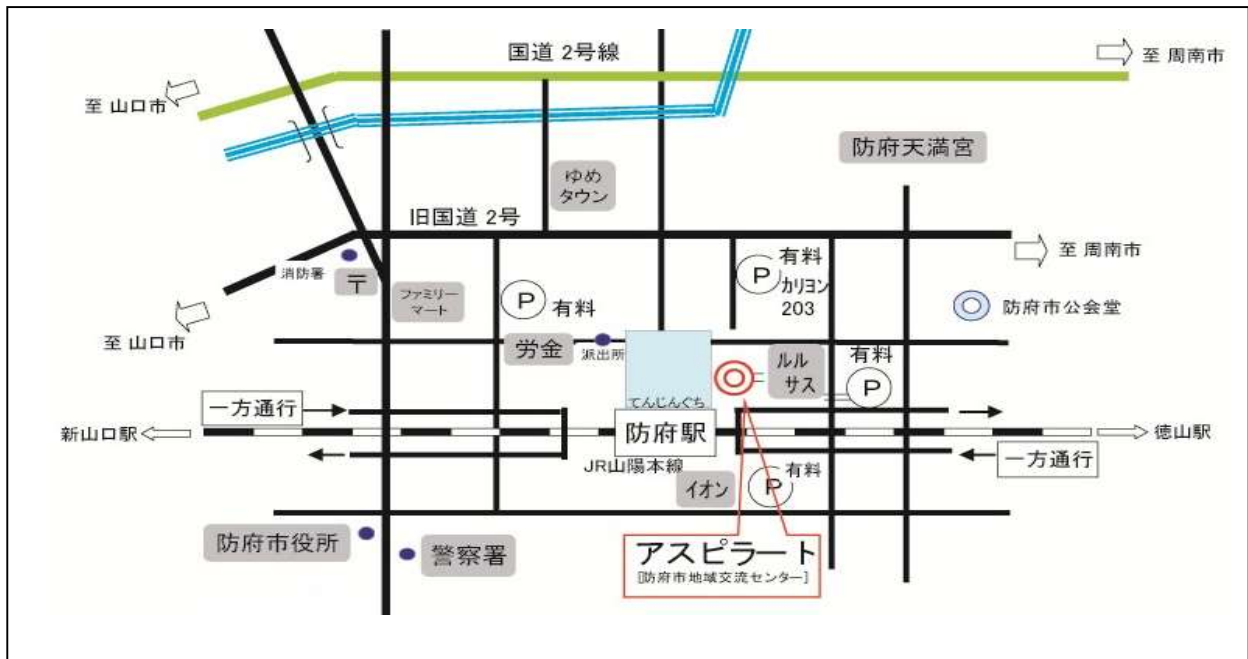 国道 2号線
至 周南市
至 山口市
防府天満宮
ゆめ
タウン
旧国道 2号
至 周南市
消防署
〒
ファミリー
マート
P
有料
P
有料
カリヨン
203
防府市公会堂
至 山口市
労金
派出所
ルル
サス
有料
P
てんじんぐち
一方通行
新山口駅
防府駅
徳山駅
JR山陽本線
イオン
P
有料
一方通行
防府市役所
警察署
アスピラート
[防府市地域交流センター]